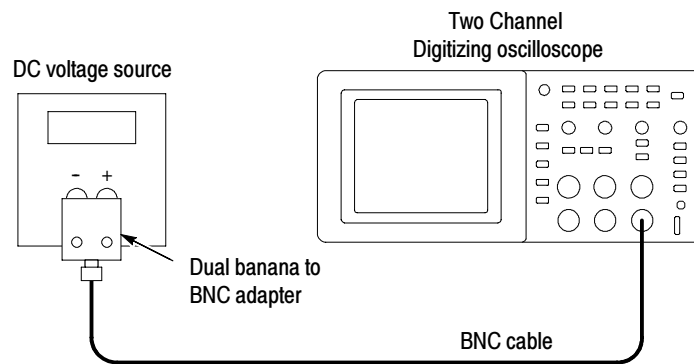 Two Channel
Digitizing oscilloscope
DC voltage source
- +
Dual banana to
BNC adapter
BNC cable